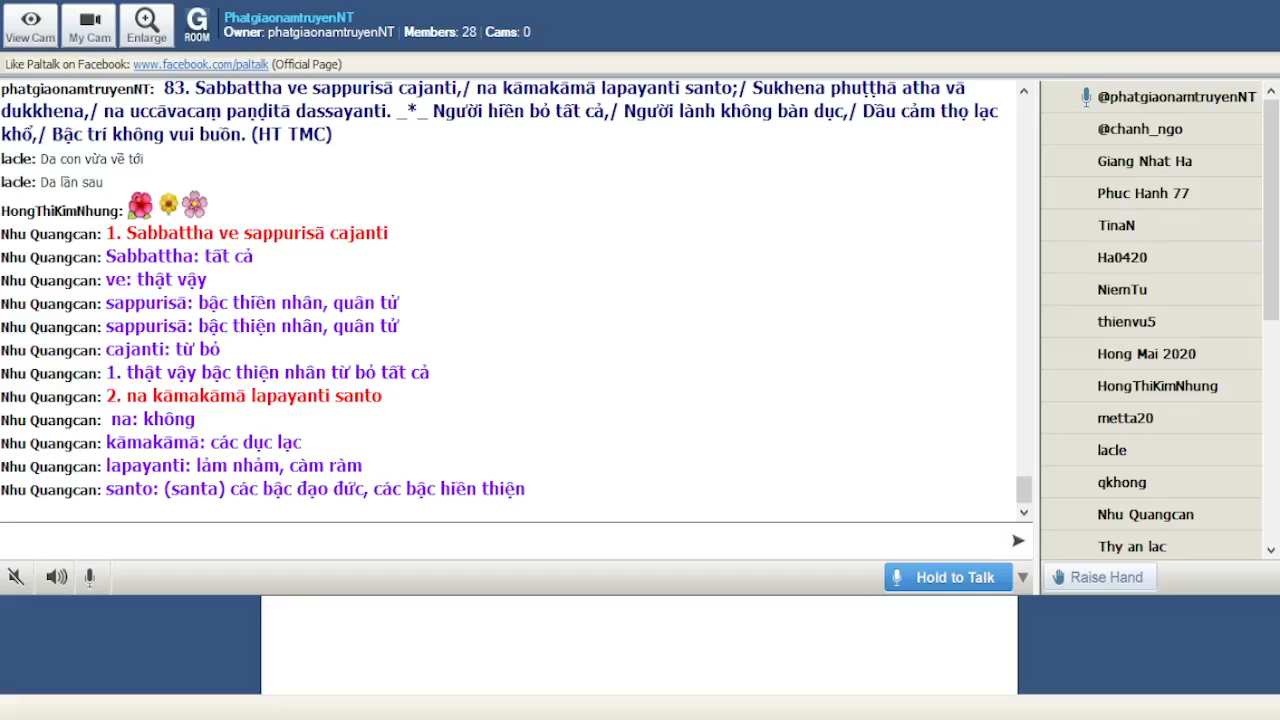 View Cam
My Cam
Enlarge
G
ROOM
PhatgiaonamtruyenNT
Owner: phatgiaonamtruyenNT | Members: 28 | Cams: 0
Like Paltalk on Facebook: www.facebook.com/paltalk (Official Page)
phatgiaonamtruyenNT: 83. Sabbattha ve sappurisā cajanti,/ na kāmakāmā lapayanti santo;/ Sukhena phuṭṭhā atha vā
dukkhena,/ na uccāvacaṃ paṇḍitā dassayanti. _*_ Người hiền bỏ tất cả,/ Người lành không bàn dục,/ Dầu cảm thọ lạc
khổ,/ Bậc trí không vui buồn. (HT TMC)
lacle: Da con vừa về tới
lacle: Da lần sau
HongThiKimNhung:
Nhu Quangcan: 1. Sabbattha ve sappurisā cajanti
Nhu Quangcan: Sabbattha: tất cả
Nhu Quangcan: ve: thật vậy
Nhu Quangcan: sappurisā: bậc thiên nhân, quân tử
Nhu Quangcan: sappurisā: bậc thiện nhân, quân tử
Nhu Quangcan: cajanti: từ bỏ
Nhu Quangcan: 1. thật vậy bậc thiện nhân từ bỏ tất cả
Nhu Quangcan: 2. na kāmakāmā lapayanti santo
Nhu Quangcan: na: không
Nhu Quangcan: kāmakāmā: các dục lạc
Nhu Quangcan: lapayanti: lảm nhảm, càm ràm
Nhu Quangcan: santo: (santa) các bậc đạo đức, các bậc hiền thiện
@phatgiaonamtruyenNT
@chanh_ngo
Giang Nhat Ha
Phuc Hanh 77
TinaN
Ha0420
NiemTu
thienvu5
Hong Mai 2020
HongThiKimNhung
metta20
lacle
qkhong
Nhu Quangcan
Thy an lac
Hold to Talk
Raise Hand